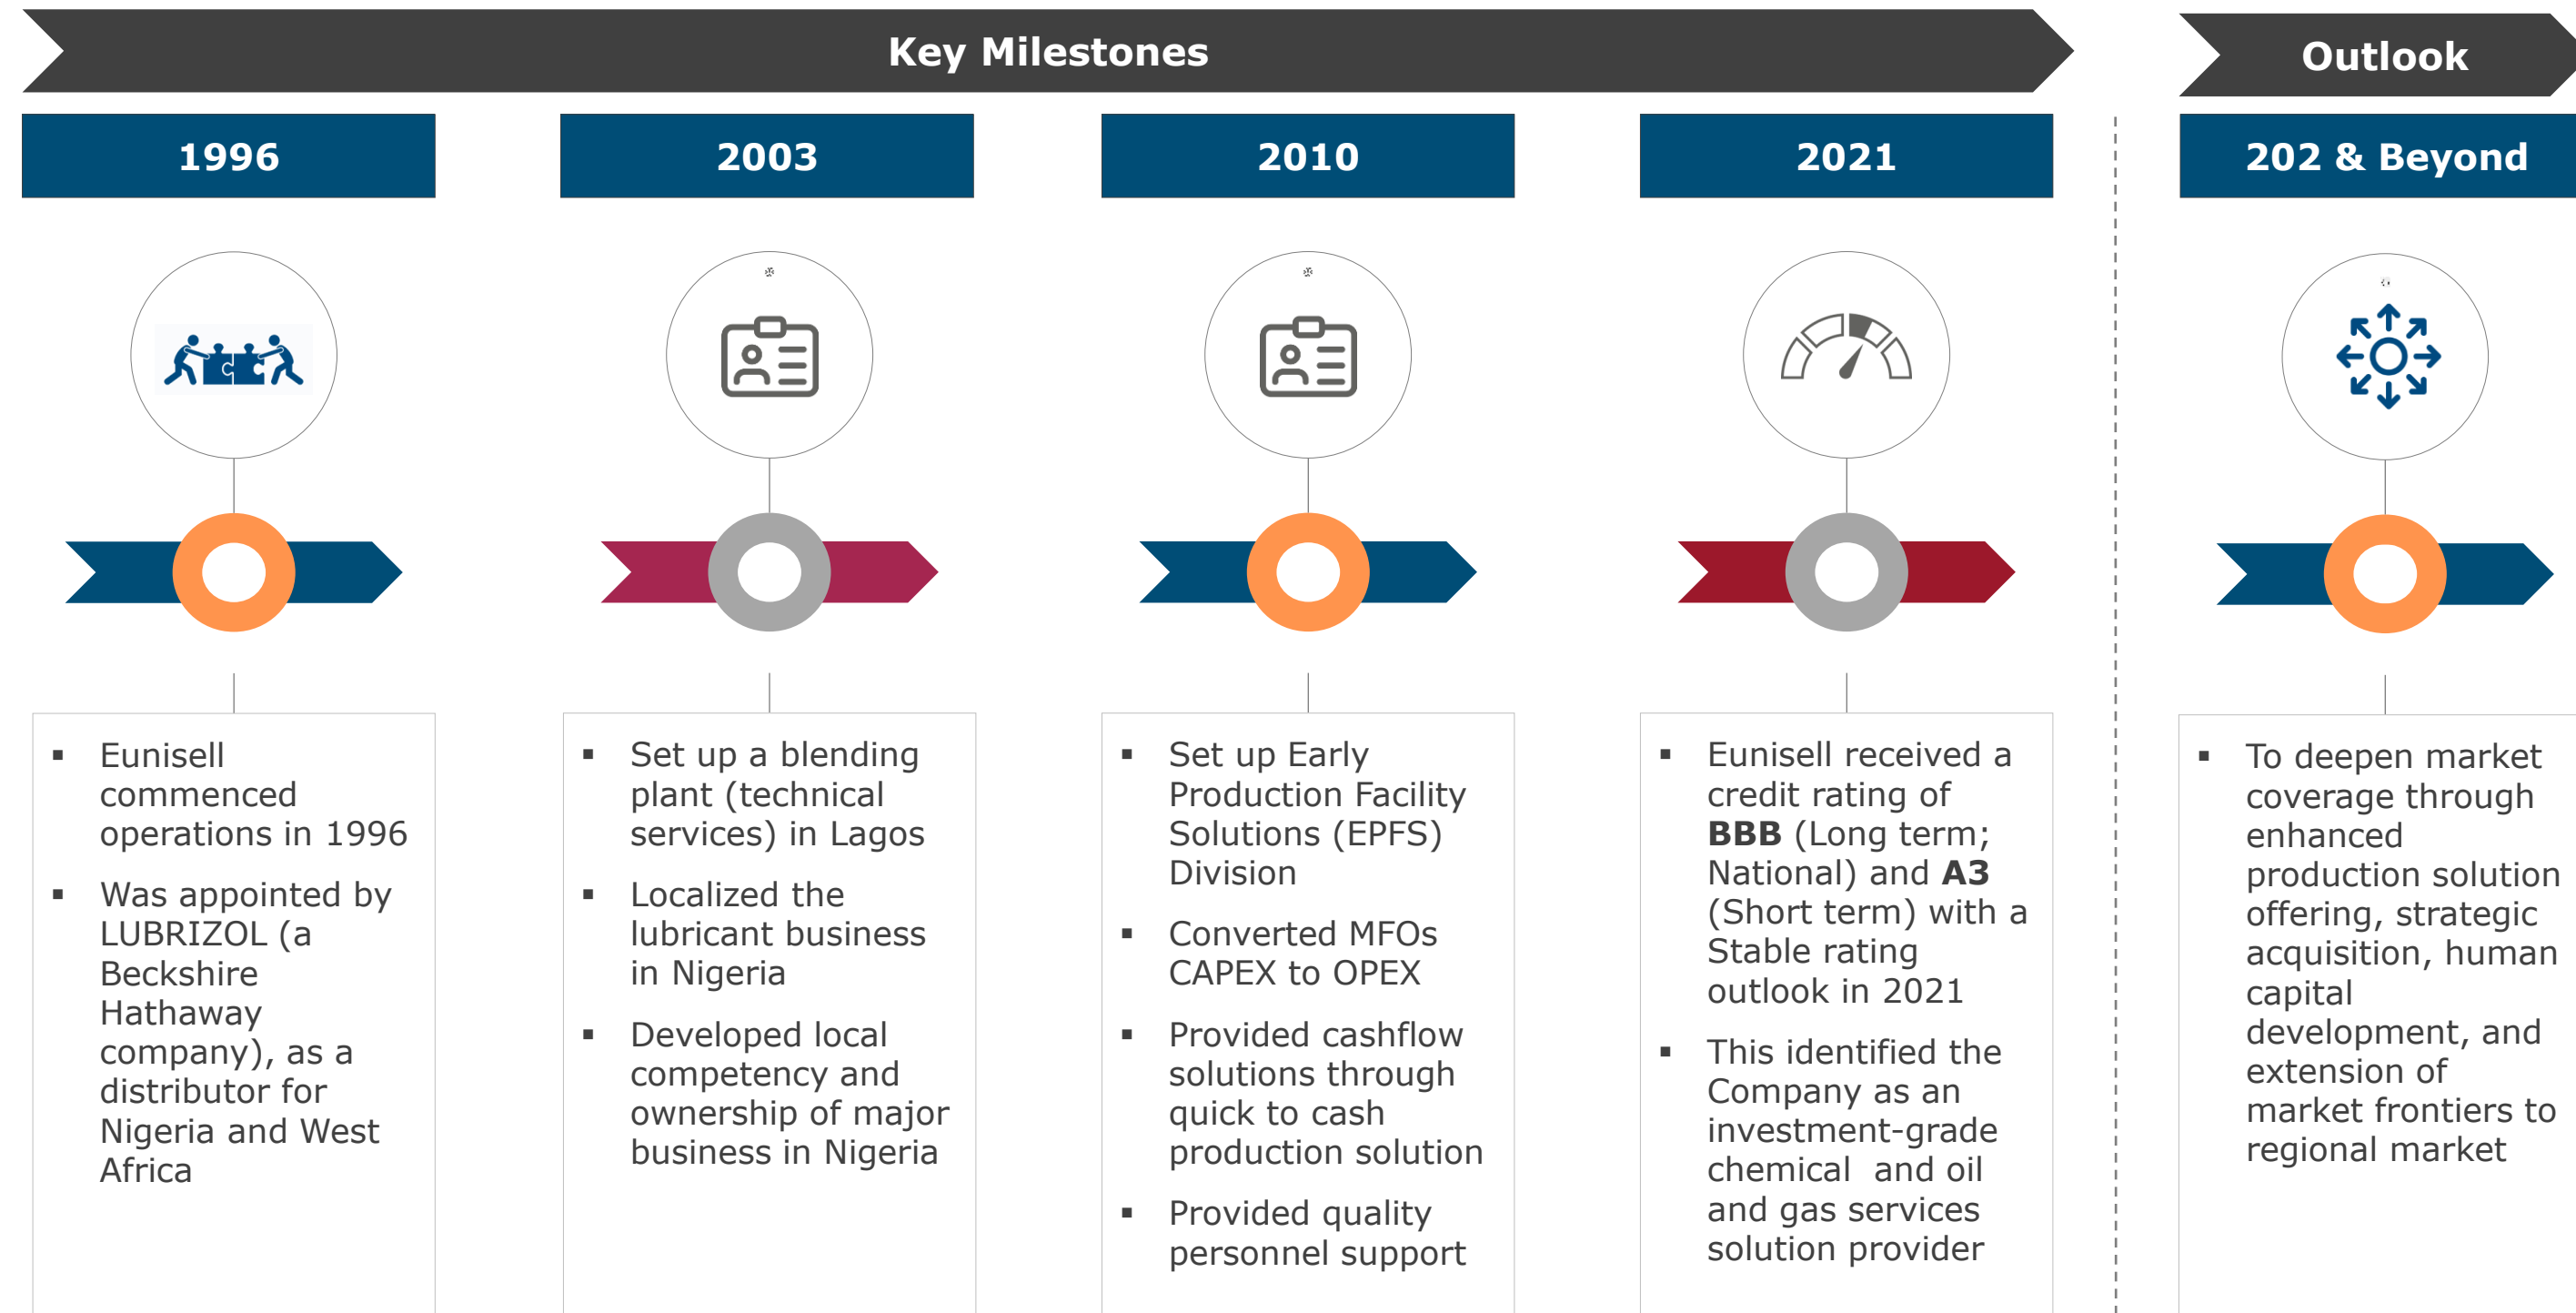 Key Milestones
Outlook
1996
2003
2010
2021
202 & Beyond
▪ Eunisell
commenced
operations in 1996
▪ Was appointed by
LUBRIZOL (a
Beckshire
Hathaway
company), as a
distributor for
Nigeria and West
Africa
▪ Set up a blending
plant (technical
services) in Lagos
▪ Localized the
lubricant business
in Nigeria
▪ Developed local
competency and
ownership of major
business in Nigeria
▪ Set up Early
Production Facility
Solutions (EPFS)
Division
▪ Converted MFOs
CAPEX to OPEX
▪ Provided cashflow
solutions through
quick to cash
production solution
▪ Provided quality
personnel support
▪ Eunisell received a
credit rating of
BBB (Long term;
National) and A3
(Short term) with a
Stable rating
outlook in 2021
▪ This identified the
Company as an
investment-grade
chemical  and oil
and gas services
solution provider
▪ To deepen market
coverage through
enhanced
production solution
offering, strategic
acquisition, human
capital
development, and
extension of
market frontiers to
regional market